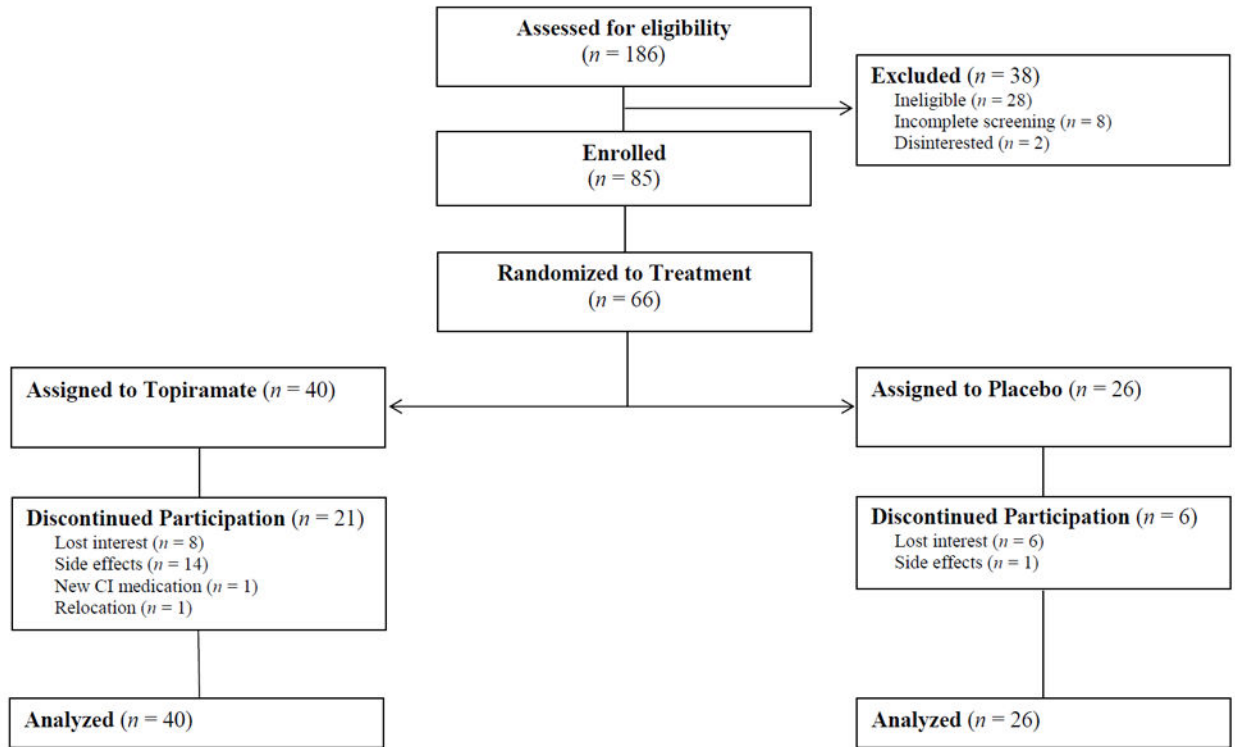 Assessed for eligibility
(n = 186)
Excluded (n = 38)
Ineligible (n = 28)
Incomplete screening (n = 8)
Disinterested (n = 2)
Enrolled
(n = 85)
Randomized to Treatment
(n = 66)
Assigned to Topiramate (n = 40)
Assigned to Placebo (n = 26)
Discontinued Participation (n = 21)
Lost interest (n = 8)
Side effects (n = 14)
New CI medication (n = 1)
Relocation (n = 1)
Discontinued Participation (n = 6)
Lost interest (n = 6)
Side effects (n = 1)
Analyzed (n = 40)
Analyzed (n = 26)